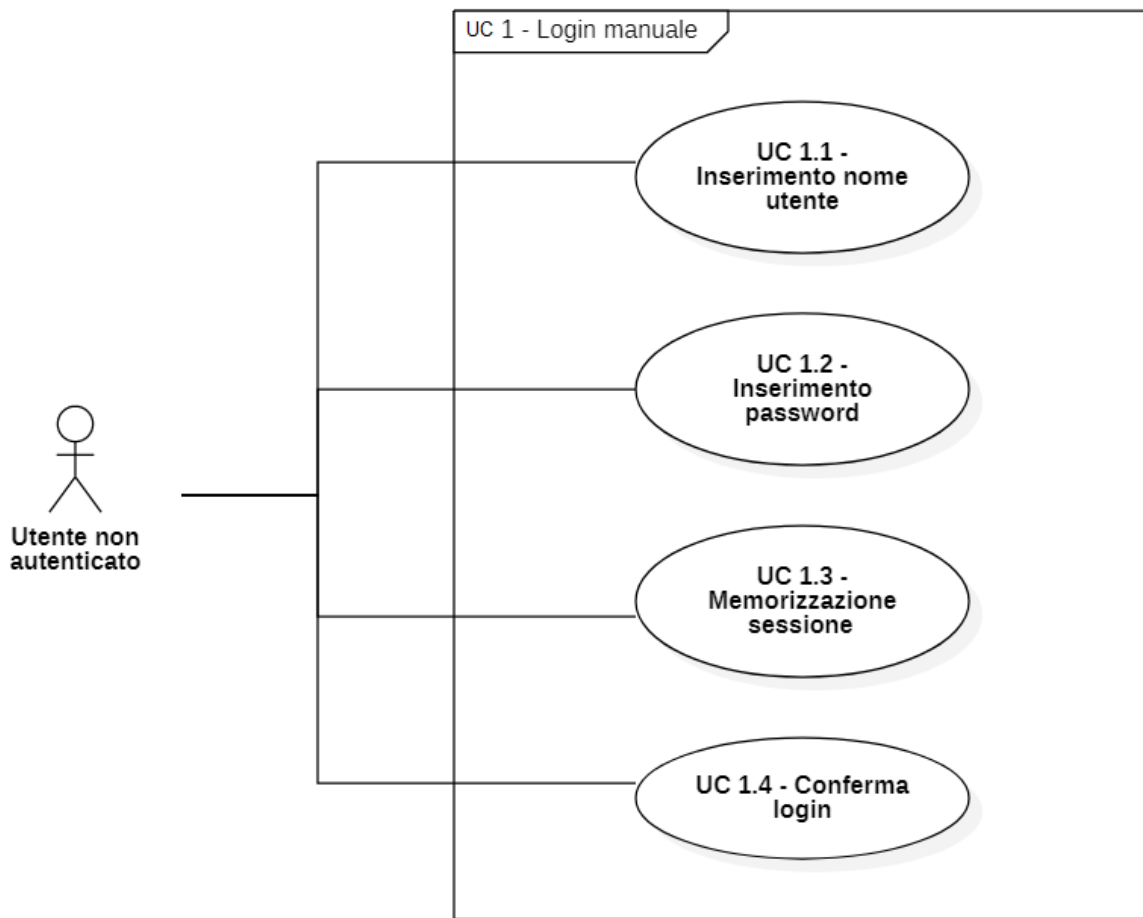 UC 1 - Login manuale
UC 1.1 -
Inserimento nome
utente
UC 1.2 -
Inserimento
password
Utente non
autenticato
UC 1.3 -
Memorizzazione
sessione
UC 1.4 - Conferma
login